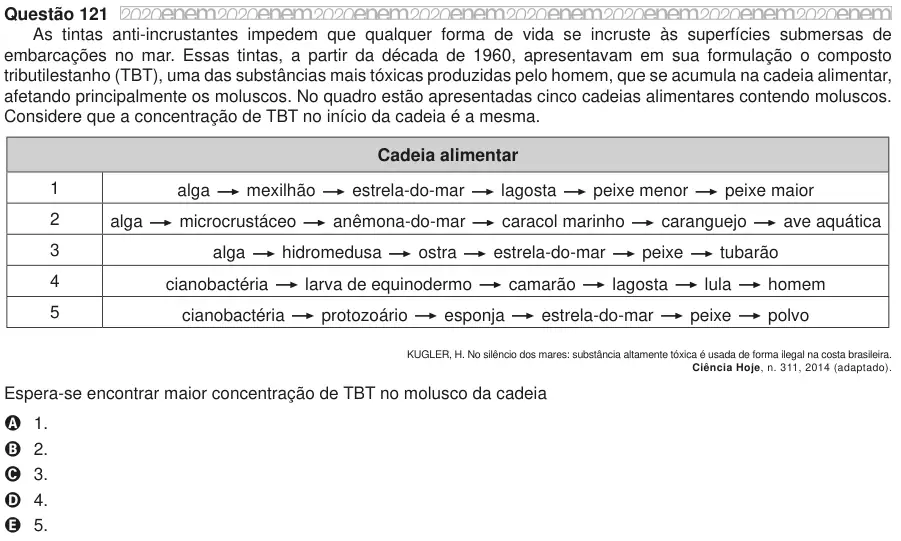 Questão 121 2020enem2020enem2020enem2020enem2020enem2020enem2020enem2020enem
As tintas anti-incrustantes impedem que qualquer forma de vida se incruste às superfícies submersas de
embarcações no mar. Essas tintas, a partir da década de 1960, apresentavam em sua formulação o composto
tributilestanho (TBT), uma das substâncias mais tóxicas produzidas pelo homem, que se acumula na cadeia alimentar,
afetando principalmente os moluscos. No quadro estão apresentadas cinco cadeias alimentares contendo moluscos.
Considere que a concentração de TBT no início da cadeia é a mesma.
Cadeia alimentar
1 alga → mexilhão → estrela-do-mar → lagosta → peixe menor → peixe maior
2 alga → microcrustáceo → anêmona-do-mar → caracol marinho → caranguejo → ave aquática
3 alga → hidromedusa → ostra → estrela-do-mar → peixe → tubarão
4 cianobactéria → larva de equinodermo → camarão → lagosta → lula → homem
5 cianobactéria → protozoário → esponja → estrela-do-mar → peixe → polvo
KUGLER, H. No silêncio dos mares: substância altamente tóxica é usada de forma ilegal na costa brasileira.
Ciência Hoje, n. 311, 2014 (adaptado).
Espera-se encontrar maior concentração de TBT no molusco da cadeia
A 1.
B 2.
C 3.
D 4.
E 5.